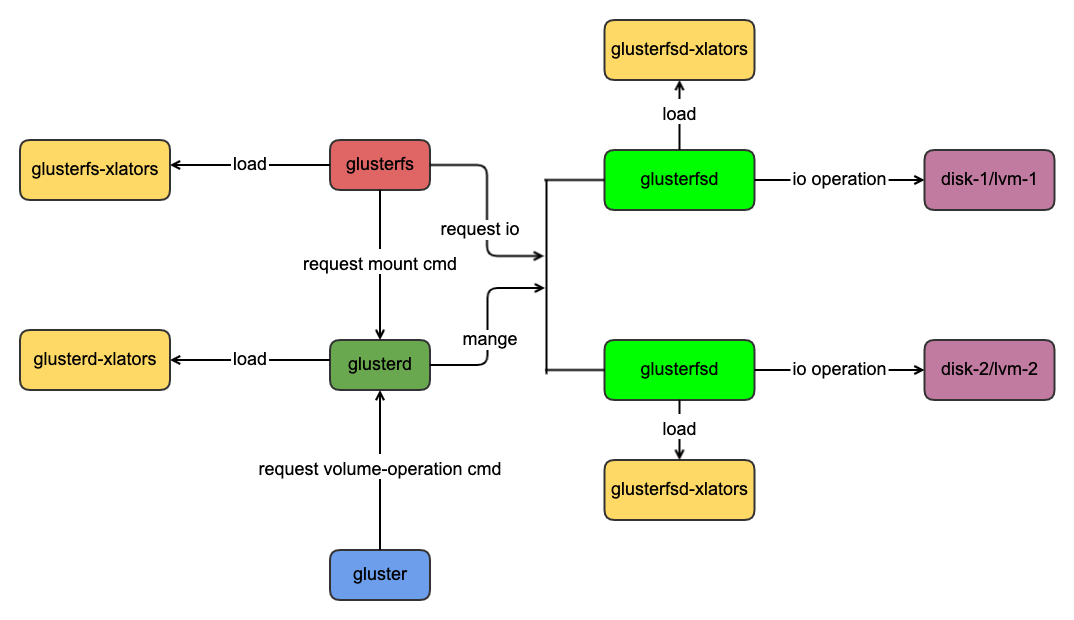 glusterfsd-xlators
load
glusterfs-xlators
load
glusterfs
glusterfsd
io operation
disk-1/lvm-1
request io
request mount cmd
mange
glusterd-xlators
load
glusterd
glusterfsd
io operation
disk-2/lvm-2
load
request volume-operation cmd
glusterfsd-xlators
gluster